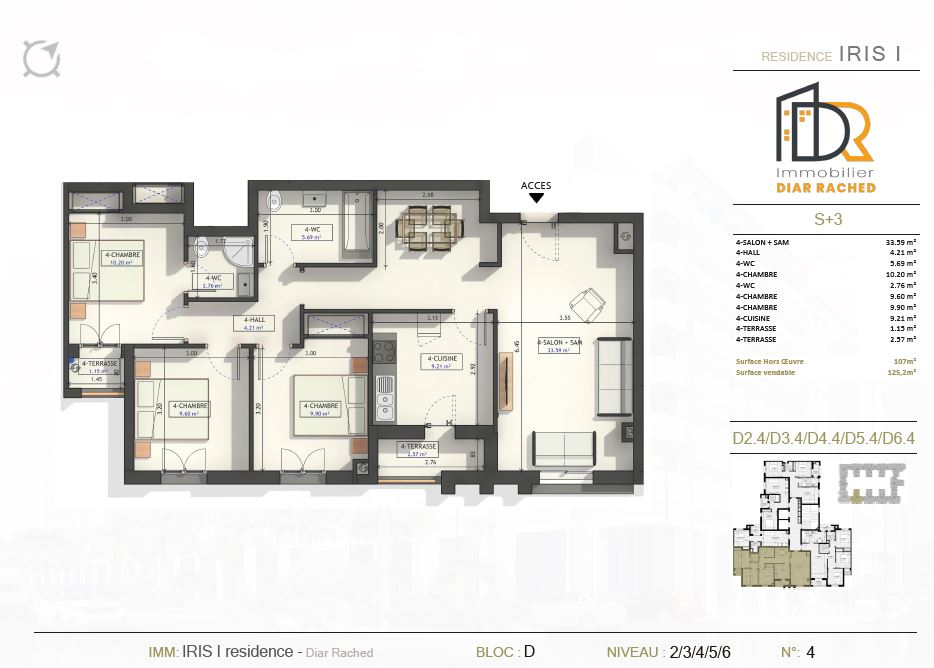 RESIDENCE IRIS I
Immobilier
DIAR RACHED
S+3
4-SALON + SAM 33.59 m²
4-HALL 4.21 m²
4-WC 5.69 m²
4-CHAMBRE 10.20 m²
4-WC 2.76 m²
4-CHAMBRE 9.60 m²
4-CHAMBRE 9.90 m²
4-CUISINE 9.21 m²
4-TERRASSE 1.15 m²
4-TERRASSE 2.57 m²
Surface Hors Œuvre 107m²
Surface vendable 125,2m²
D2.4/D3.4/D4.4/D5.4/D6.4
ACCES
3.00
4-CHAMBRE
10.20 m²
3.40
1.72
4-WC
2.76 m²
1.90
3.00
4-WC
5.69 m²
2.68
2.00
4-HALL
4.21 m²
3.15
4-CUISINE
9.21 m²
2.92
3.55
6.45
4-SALON + SAM
33.59 m²
4-TERRASSE
1.15 m²
1.45
3.00
4-CHAMBRE
9.60 m²
3.20
3.00
4-CHAMBRE
9.90 m²
3.20
4-TERRASSE
2.57 m²
2.76
IMM: IRIS I residence - Diar Rached
BLOC : D
NIVEAU : 2/3/4/5/6
N°: 4